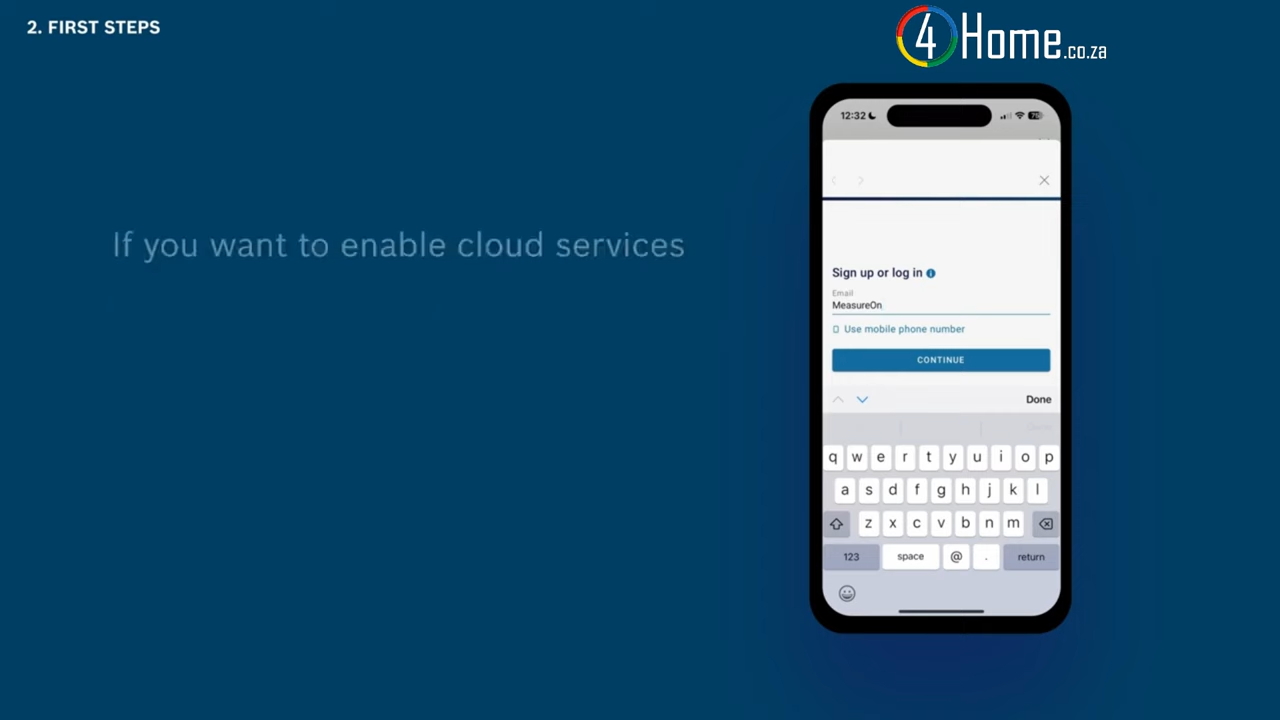 2. FIRST STEPS
4Home.co.za
12:32
If you want to enable cloud services
Sign up or log in
Email
MeasureOn
Use mobile phone number
CONTINUE
Done
q w e r t y u i o p
a s d f g h j k l
z x c v b n m
123 space @ . return